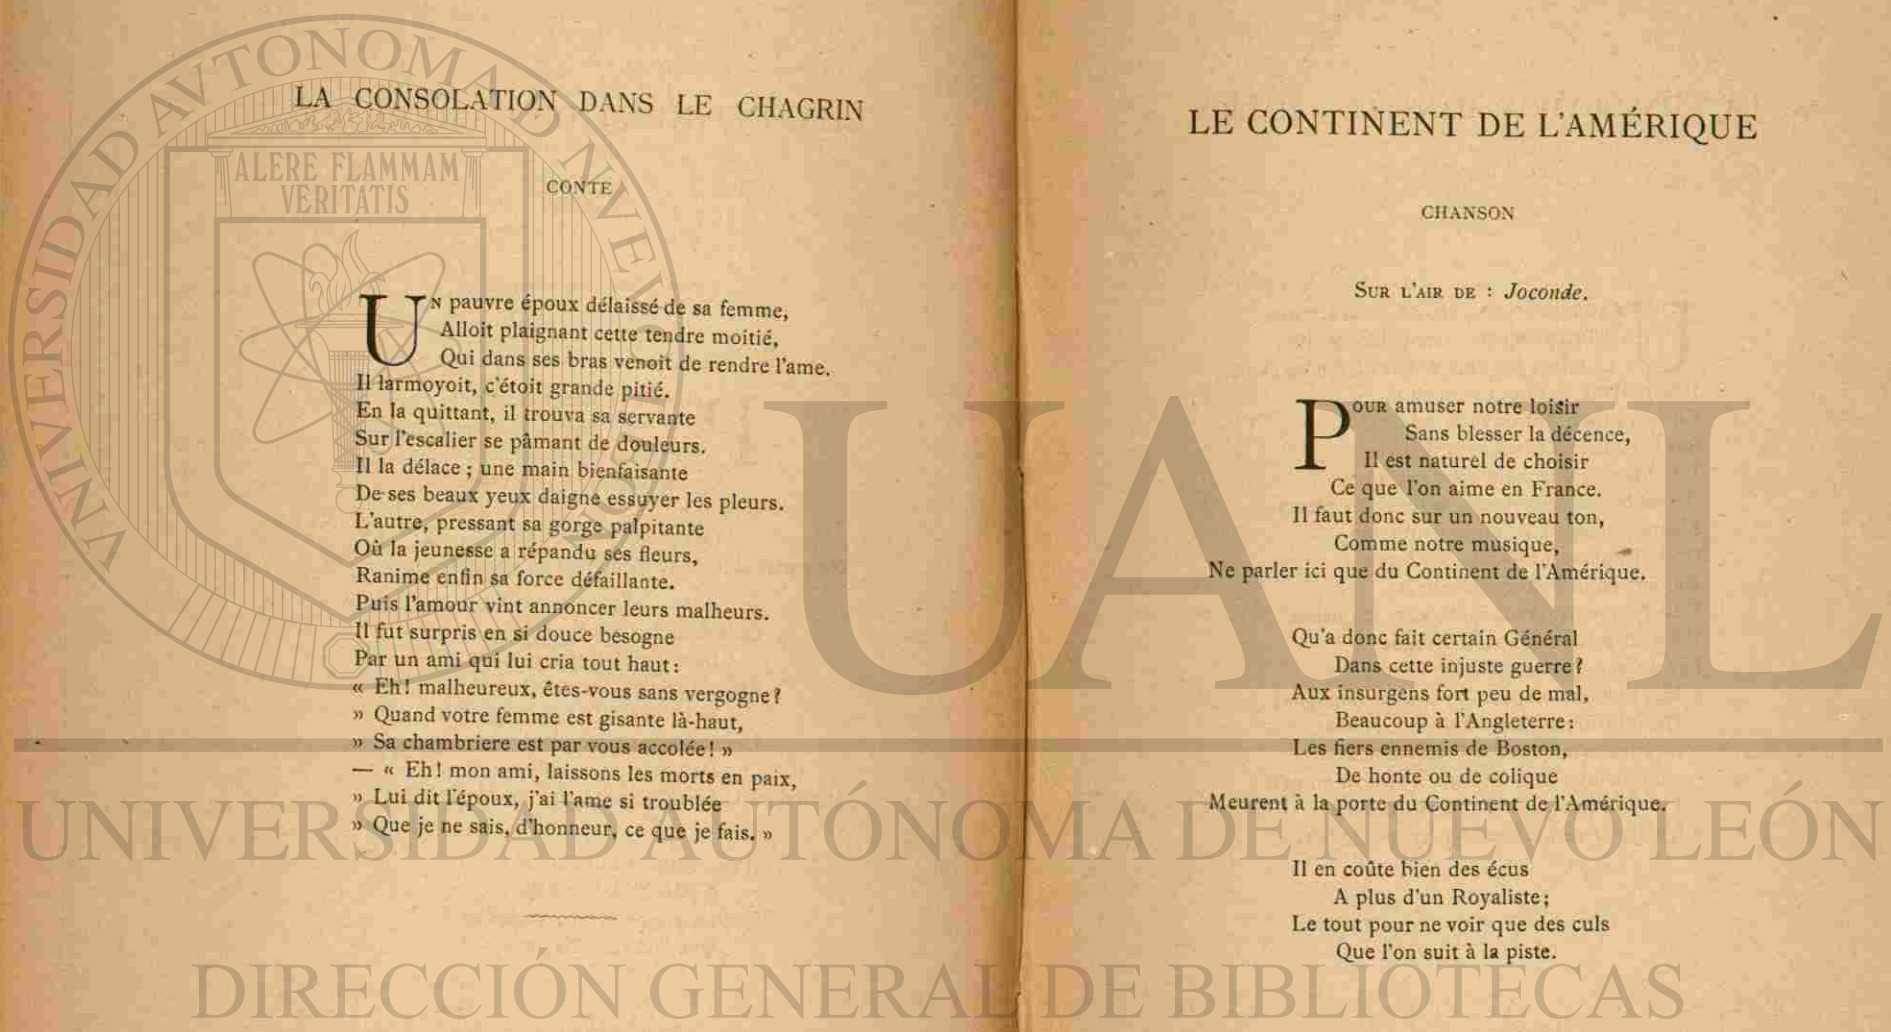 LA CONSOLATION DANS LE CHAGRIN
CONTE
UN pauvre époux délaissé de sa femme,
Alloit plaignant cette tendre moitié,
Qui dans ses bras venoit de rendre l'ame.
Il larmoyoit, c'étoit grande pitié.
En la quittant, il trouva sa servante
Sur l'escalier se pâmant de douleurs.
Il la délace ; une main bienfaisante
De ses beaux yeux daigne essuyer les pleurs.
L'autre, pressant sa gorge palpitante
Où la jeunesse a répandu ses fleurs,
Ranime enfin sa force défaillante.
Puis l'amour vint annoncer leurs malheurs.
Il fut surpris en si douce besogne
Par un ami qui lui cria tout haut :
« Eh ! malheureux, êtes-vous sans vergogne ?
» Quand votre femme est gisante là-haut,
» Sa chambriere est par vous accolée ! »
— « Eh ! mon ami, laissons les morts en paix,
» Lui dit l'époux, j'ai l'ame si troublée
» Que je ne sais, d'honneur, ce que je fais. »
LE CONTINENT DE L'AMÉRIQUE
CHANSON
SUR L'AIR DE : Joconde.
POUR amuser notre loisir
Sans blesser la décence,
Il est naturel de choisir
Ce que l'on aime en France.
Il faut donc sur un nouveau ton,
Comme notre musique,
Ne parler ici que du Continent de l'Amérique.
Qu'a donc fait certain Général
Dans cette injuste guerre ?
Aux insurgens fort peu de mal,
Beaucoup à l'Angleterre :
Les fiers ennemis de Boston,
De honte ou de colique
Meurent à la porte du Continent de l'Amérique.
Il en coûte bien des écus
A plus d'un Royaliste ;
Le tout pour ne voir que des culs
Que l'on suit à la piste.
UNIVERSIDAD AVTONOMA D NVEVO
ALERE FLAMMAM
VERITATIS
UANL
UNIVERSIDAD AUTÓNOMA DE NUEVO LEÓN
DIRECCIÓN GENERAL DE BIBLIOTECAS